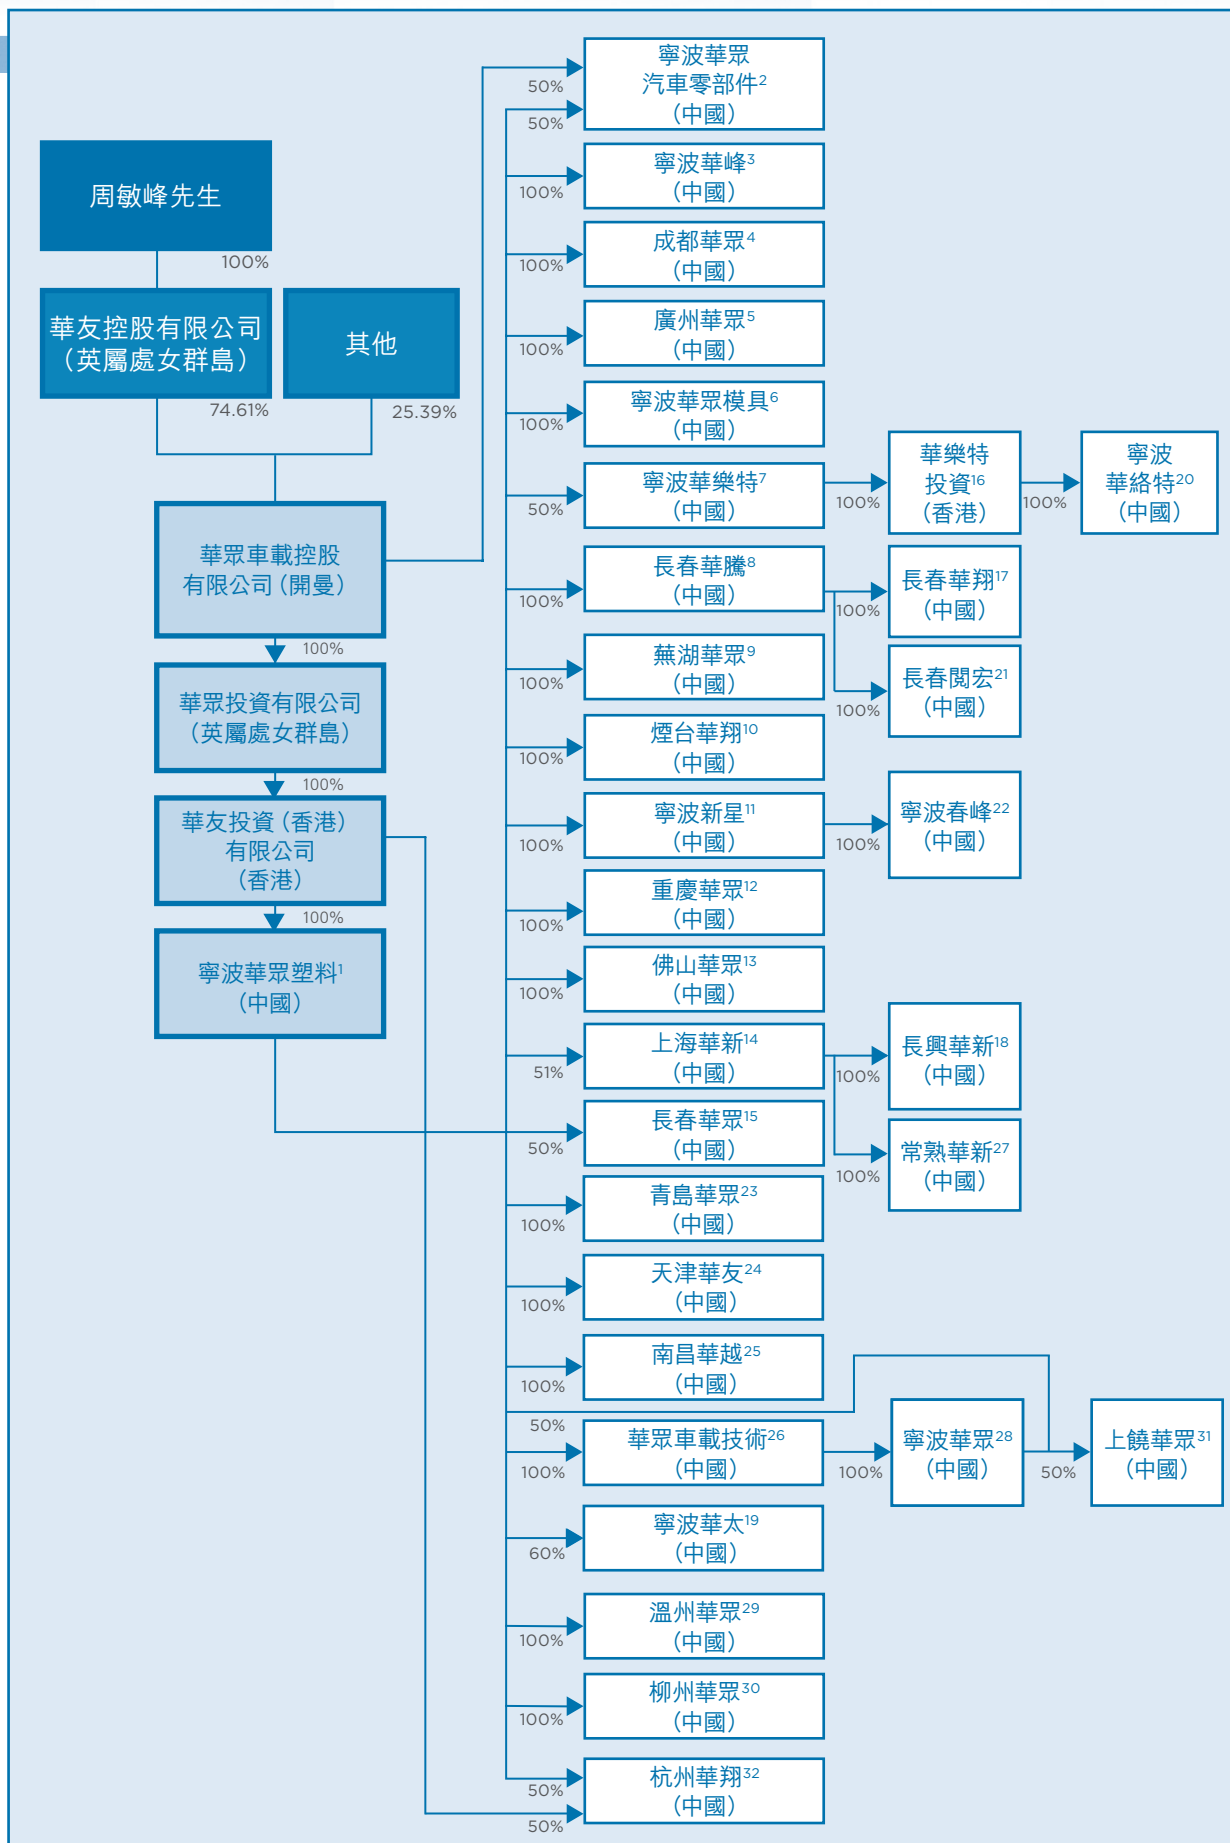 周敏峰先生
100%
華友控股有限公司
（英屬處女群島）
74.61%
其他
25.39%
華眾車載控股
有限公司（開曼）
100%
華眾投資有限公司
（英屬處女群島）
100%
華友投資（香港）
有限公司
（香港）
100%
寧波華眾塑料1
（中國）
50%
50%
寧波華眾
汽車零部件2
（中國）
100%
寧波華峰3
（中國）
100%
成都華眾4
（中國）
100%
廣州華眾5
（中國）
100%
寧波華眾模具6
（中國）
50%
寧波華樂特7
（中國）
100%
華樂特
投資16
（香港）
100%
寧波
華絡特20
（中國）
100%
長春華騰8
（中國）
100%
長春華翔17
（中國）
100%
長春閱宏21
（中國）
100%
蕪湖華眾9
（中國）
100%
煙台華翔10
（中國）
100%
寧波新星11
（中國）
100%
寧波春峰22
（中國）
100%
重慶華眾12
（中國）
100%
佛山華眾13
（中國）
51%
上海華新14
（中國）
100%
長興華新18
（中國）
100%
常熟華新27
（中國）
50%
長春華眾15
（中國）
100%
青島華眾23
（中國）
100%
天津華友24
（中國）
100%
南昌華越25
（中國）
50%
100%
華眾車載技術26
（中國）
100%
寧波華眾28
（中國）
50%
上饒華眾31
（中國）
60%
寧波華太19
（中國）
100%
溫州華眾29
（中國）
100%
柳州華眾30
（中國）
50%
50%
杭州華翔32
（中國）